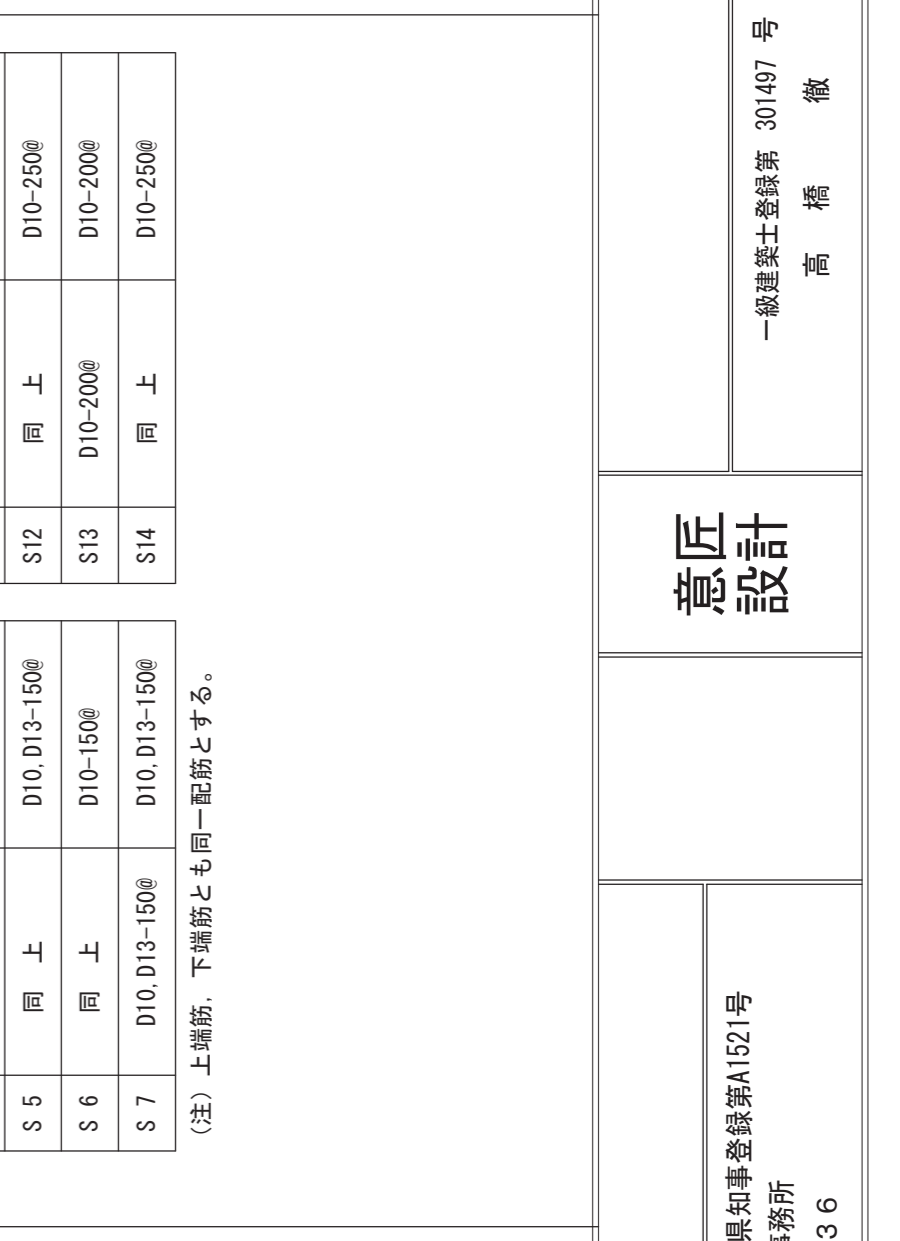 S 5 同 上 D10,D13-150@
S 6 同 上 D10-150@
S 7 D10,D13-150@ D10,D13-150@
(注) 上端筋, 下端筋とも同一配筋とする。
S12 同 上 D10-250@
S13 D10-200@ D10-200@
S14 同 上 D10-250@
県知事登録第A1521号
事務所
36
意匠
設計
一級建築士登録第 301497 号
高 橋 徹